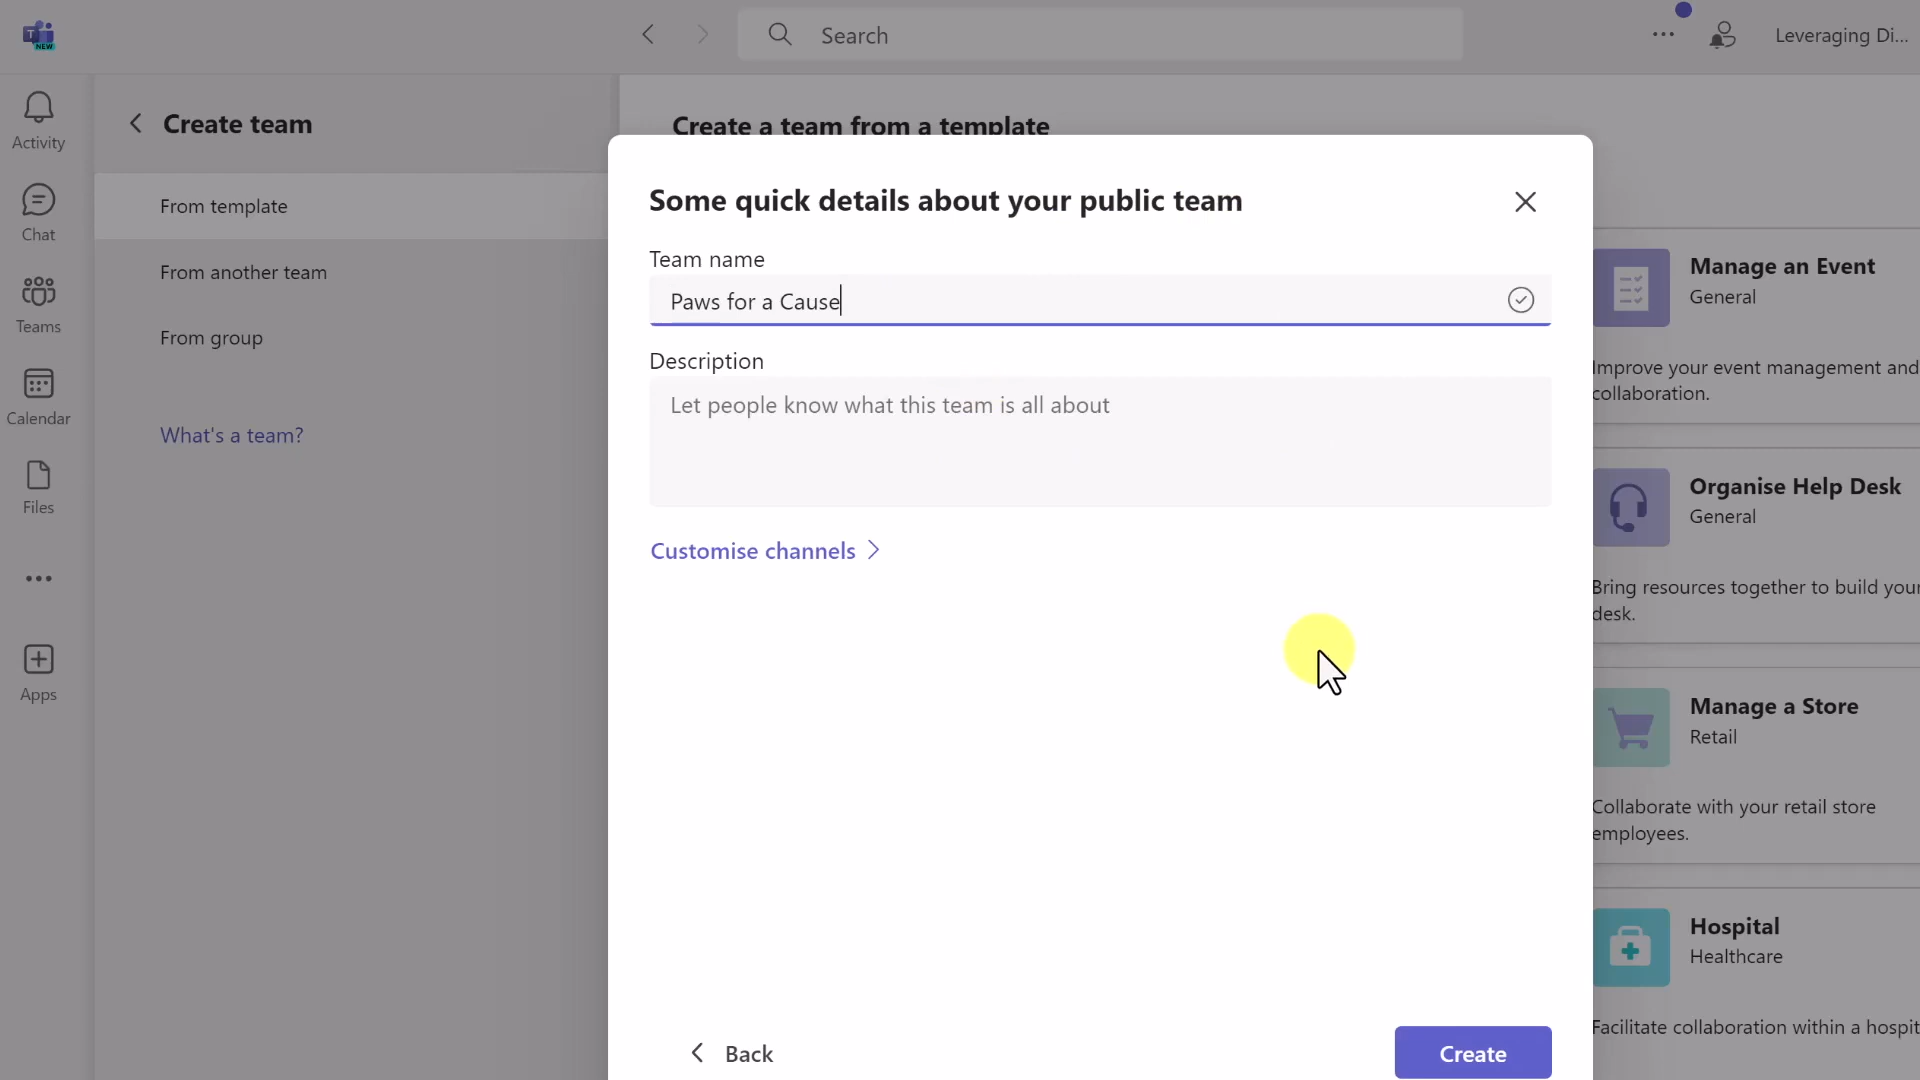 NEW
Search
Leveraging Di...
Activity
Chat
Teams
Calendar
Files
Apps
Create team
From template
From another team
From group
What's a team?
Create a team from a template
Some quick details about your public team
Team name
Paws for a Cause
Description
Let people know what this team is all about
Customise channels
Back
Create
Manage an Event
General
Improve your event management and
collaboration.
Organise Help Desk
General
Bring resources together to build your
desk.
Manage a Store
Retail
Collaborate with your retail store
employees.
Hospital
Healthcare
Facilitate collaboration within a hospit